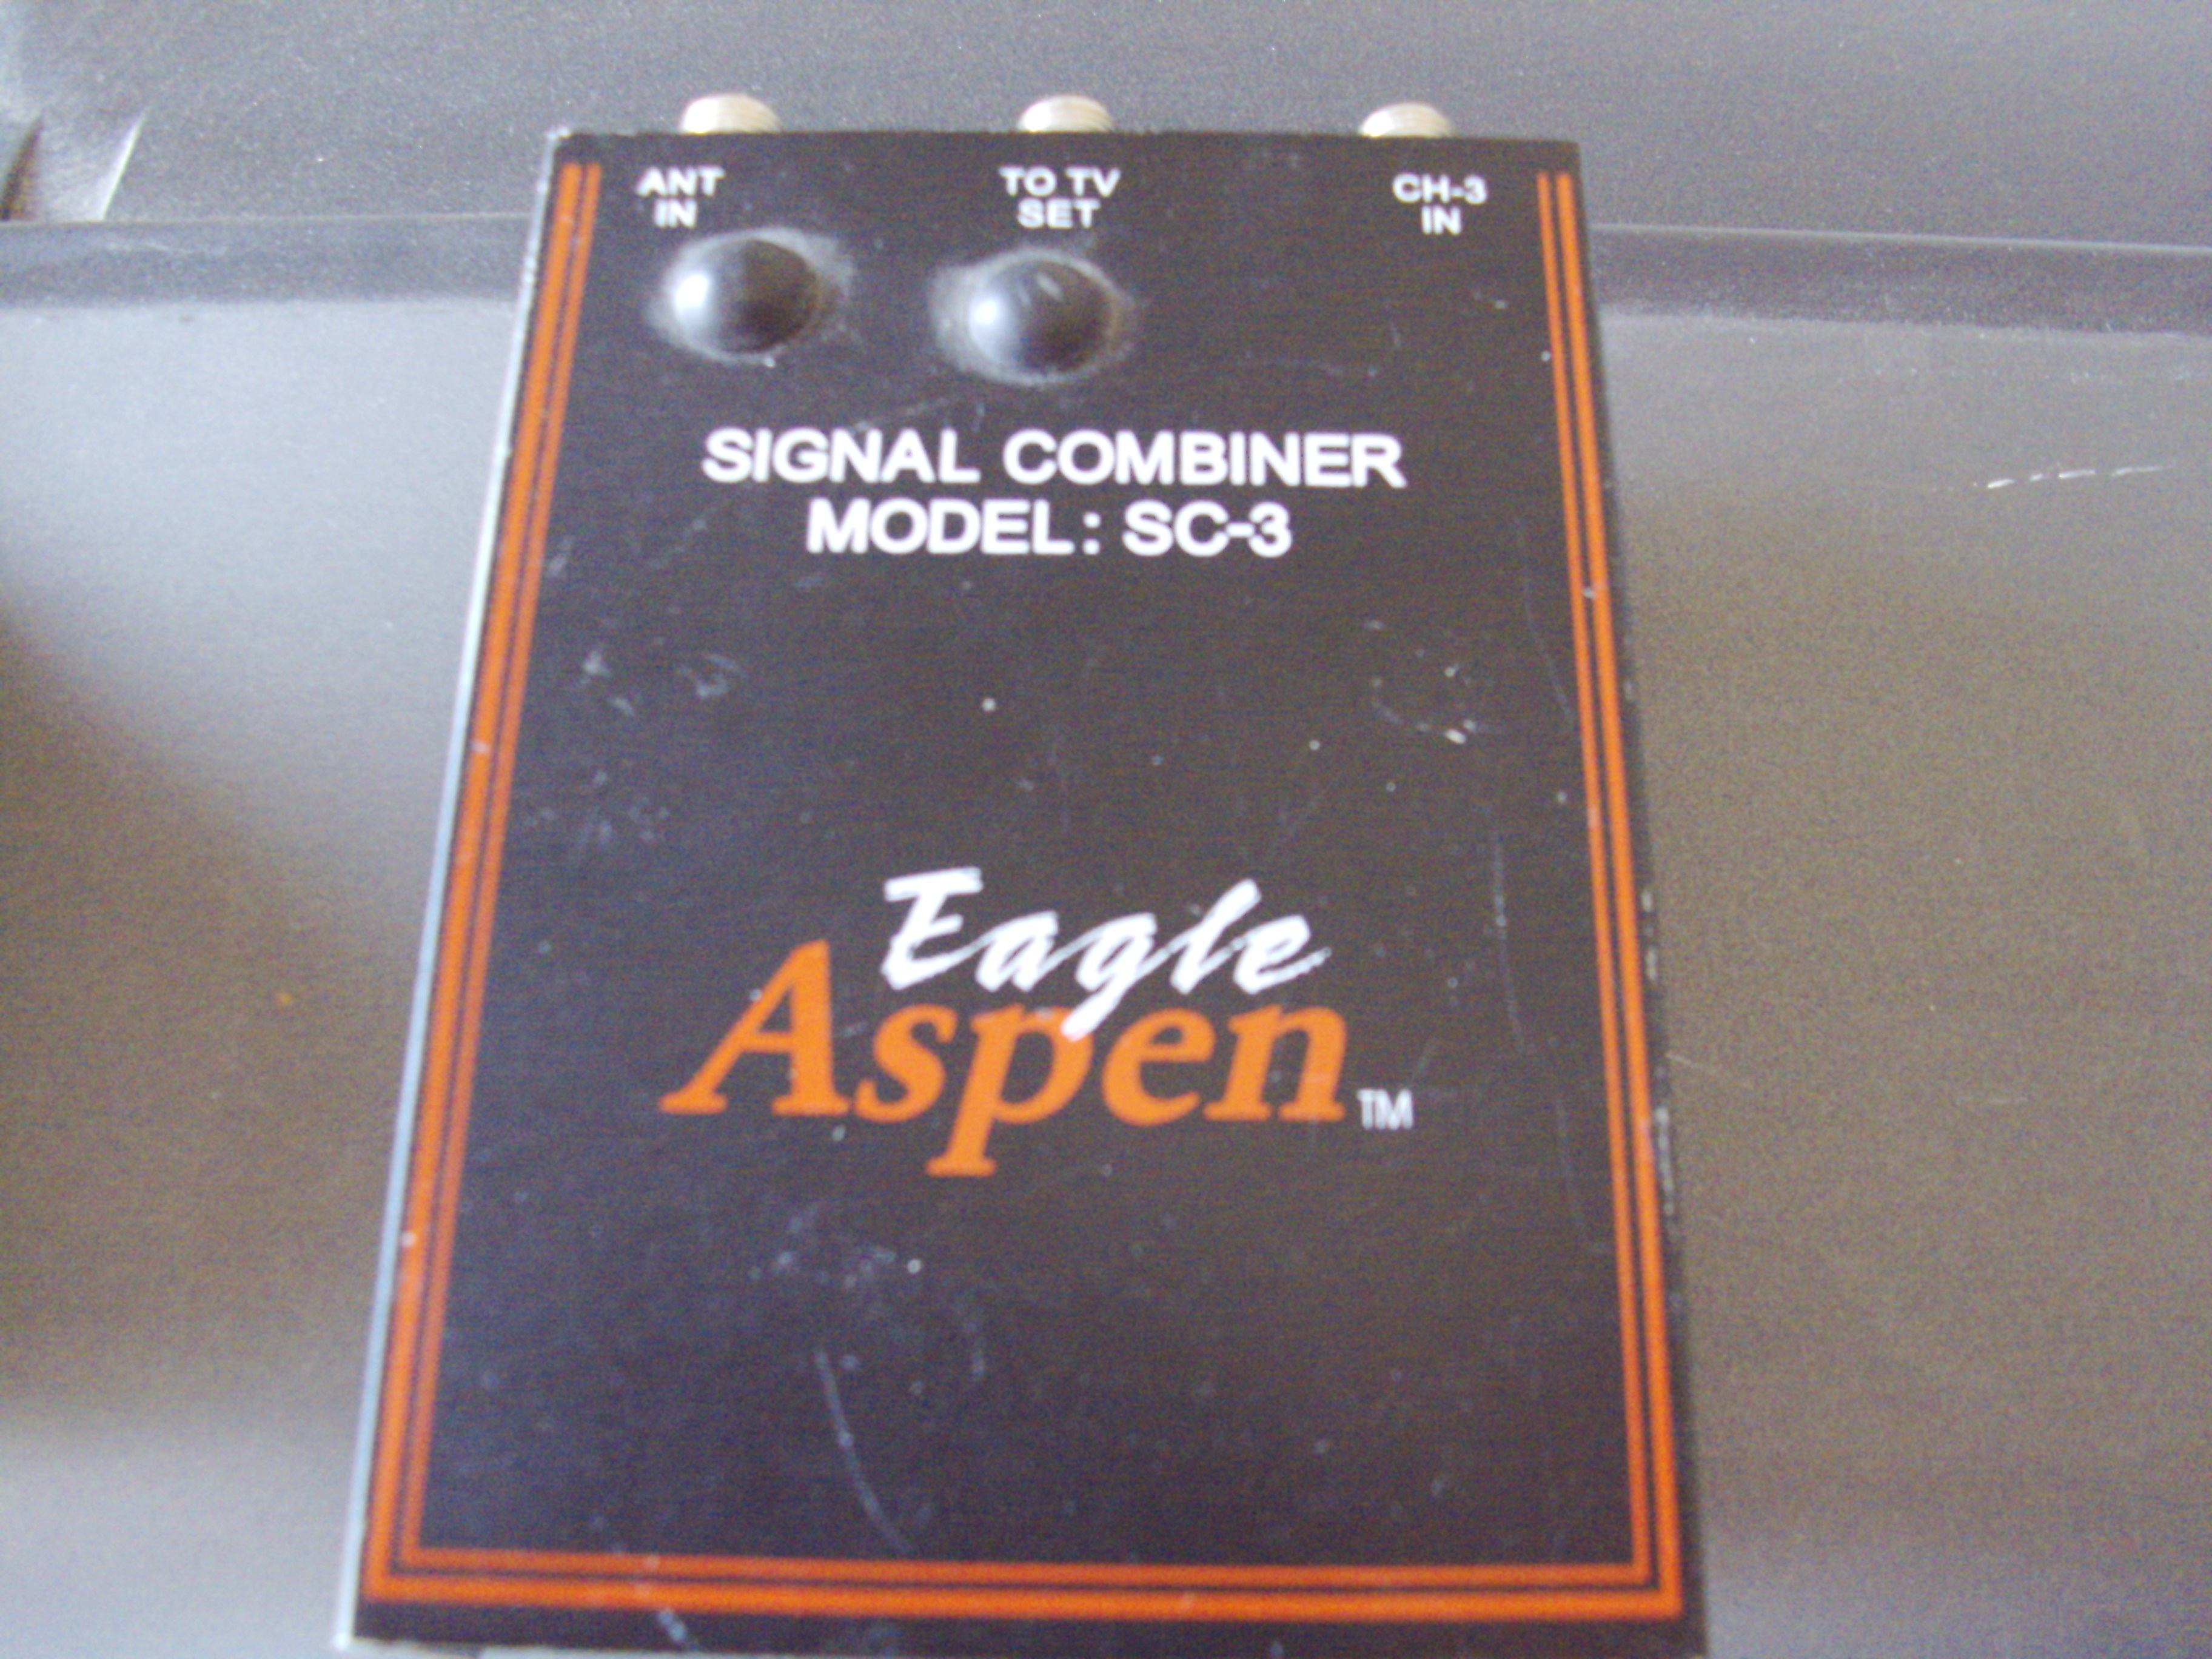 ANT IN
TO TV SET
CH-3 IN
SIGNAL COMBINER
MODEL: SC-3
Eagle
Aspen TM